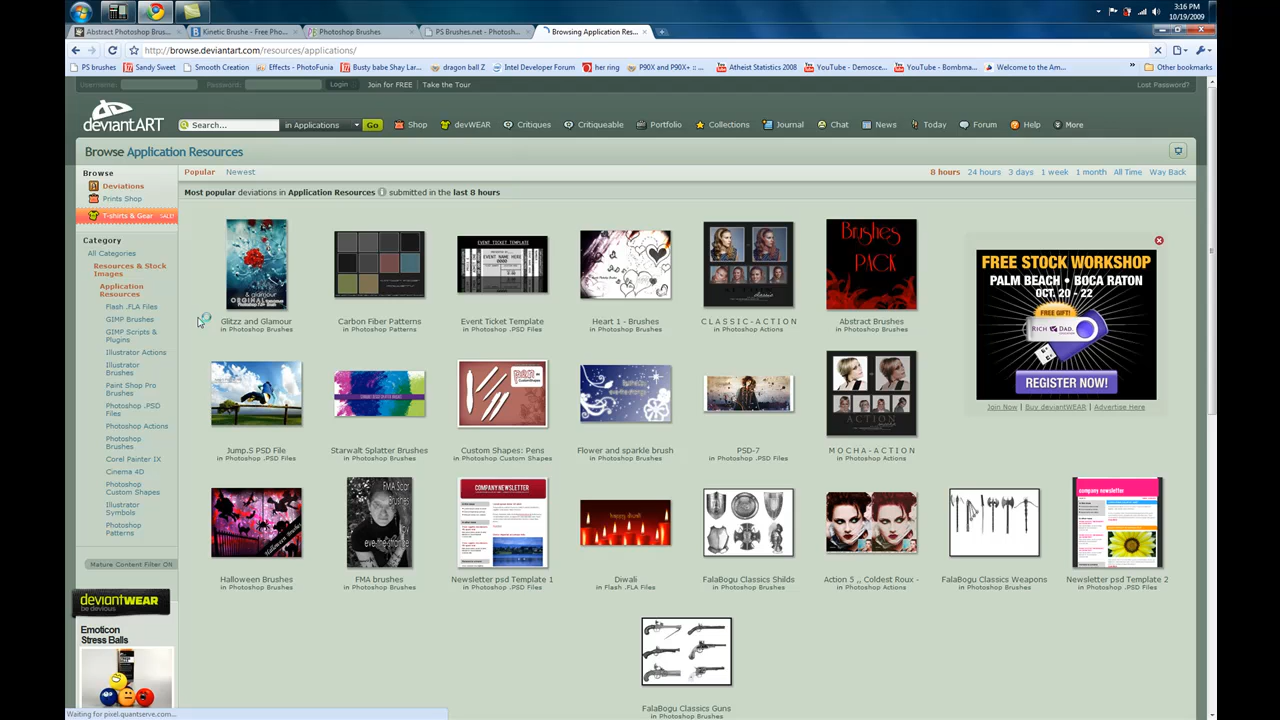 3:16 PM
10/19/2009
Abstract Photoshop Brus...
Kinetic Brushe - Free Pho...
Photoshop Brushes
PS Brushes.net - Photosh...
Browsing Application Res...
http://browse.deviantart.com/resources/applications/
PS brushes
Sandy Sweet
Smooth Creation
Effects - PhotoFunia
Busty babe Shay Lar...
dragon ball Z
Intel Developer Forum
her ring
P90X and P90X+ :: ...
Atheist Statistics 2008
YouTube - Demosce...
YouTube - Bombma...
Welcome to the Am...
Other bookmarks
Username:
Password:
Login
Join for FREE
Take the Tour
Lost Password?
deviantART
Search...
in Applications
Go
Shop
devWEAR
Critiques
Critiqueable
Portfolio
Collections
Journal
Chat
News
Today
Forum
Help
More
Browse Application Resources
Browse
Deviations
Prints Shop
T-shirts & Gear SALE!
Popular
Newest
8 hours
24 hours
3 days
1 week
1 month
All Time
Way Back
Most popular deviations in Application Resources submitted in the last 8 hours
Category
All Categories
Resources & Stock
Images
Application
Resources
Flash .FLA Files
GIMP Brushes
GIMP Scripts &
Plugins
Illustrator Actions
Illustrator
Brushes
Paint Shop Pro
Brushes
Photoshop .PSD
Files
Photoshop Actions
Photoshop
Brushes
Corel Painter IX
Cinema 4D
Photoshop
Custom Shapes
Illustrator
Symbols
Photoshop
Patterns
Mature Content Filter ON
deviantWEAR
be devious
Emoticon
Stress Balls
Glitzz and Glamour
in Photoshop Brushes
Carbon Fiber Patterns
in Photoshop Patterns
EVENT TICKET TEMPLATE
EVENT NAME HERE
Event Ticket Template
in Photoshop .PSD Files
Heart 1 - Brushes
in Photoshop Brushes
C L A S S I C - A C T I O N
in Photoshop Actions
Brushes
PACK
Abstract Brushes
in Photoshop Brushes
FREE STOCK WORKSHOP
PALM BEACH • BOCA RATON
OCT. 20 - 22
FREE GIFT!
RICH DAD
REGISTER NOW!
Join Now | Buy deviantWEAR | Advertise Here
Jump.S PSD File
in Photoshop .PSD Files
Starwalt Splatter Brushes
in Photoshop Brushes
Custom Shapes: Pens
in Photoshop Custom Shapes
Flower and sparkle brush
in Photoshop Brushes
PSD-7
in Photoshop .PSD Files
ACTION
M O C H A - A C T I O N
in Photoshop Actions
Halloween Brushes
in Photoshop Brushes
FMA brushes
in Photoshop Brushes
COMPANY NEWSLETTER
Newsletter psd Template 1
in Photoshop .PSD Files
happy diwali
Diwali
in Flash .FLA Files
FalaBogu Classics Shilds
in Photoshop Brushes
Action 5 ,, Coldest Roux -
in Photoshop Actions
FalaBogu Classics Weapons
in Photoshop Brushes
company newsletter
Newsletter psd Template 2
in Photoshop .PSD Files
FalaBogu Classics Guns
in Photoshop Brushes
Waiting for pixel.quantserve.com...